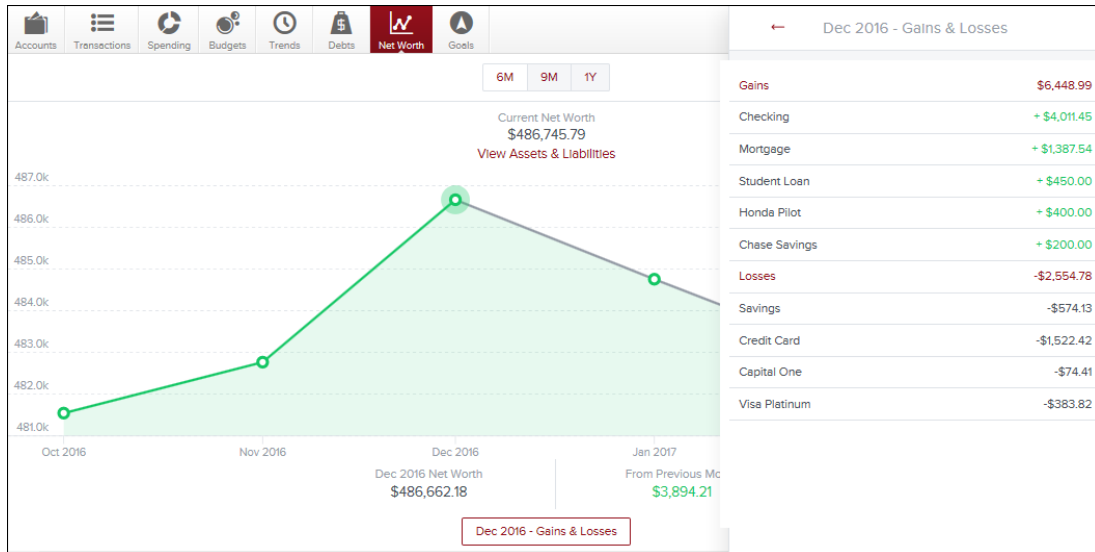 Accounts
Transactions
Spending
Budgets
Trends
Debts
Net Worth
Goals
6M 9M 1Y
Current Net Worth
$486,745.79
View Assets & Liabilities
487.0k
486.0k
485.0k
484.0k
483.0k
482.0k
481.0k
Oct 2016
Nov 2016
Dec 2016
Jan 2017
Dec 2016 Net Worth
$486,662.18
From Previous Mo
$3,894.21
Dec 2016 - Gains & Losses
← Dec 2016 - Gains & Losses
Gains $6,448.99
Checking + $4,011.45
Mortgage + $1,387.54
Student Loan + $450.00
Honda Pilot + $400.00
Chase Savings + $200.00
Losses -$2,554.78
Savings -$574.13
Credit Card -$1,522.42
Capital One -$74.41
Visa Platinum -$383.82